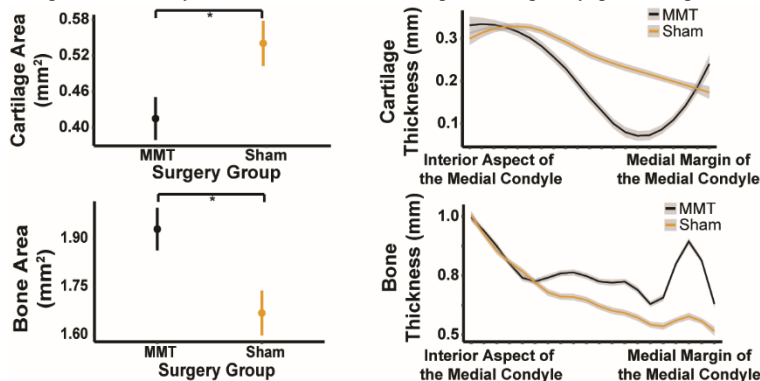 Cartilage Area
(mm²)
0.58
0.52
0.46
0.40
*
MMT
Sham
Surgery Group
Cartilage
Thickness (mm)
0.3
0.2
0.1
MMT
Sham
Interior Aspect of
the Medial Condyle
Medial Margin of
the Medial Condyle
Bone Area
(mm²)
1.90
1.75
1.60
*
MMT
Sham
Surgery Group
Bone
Thickness (mm)
1.0
0.8
0.5
MMT
Sham
Interior Aspect of
the Medial Condyle
Medial Margin of
the Medial Condyle